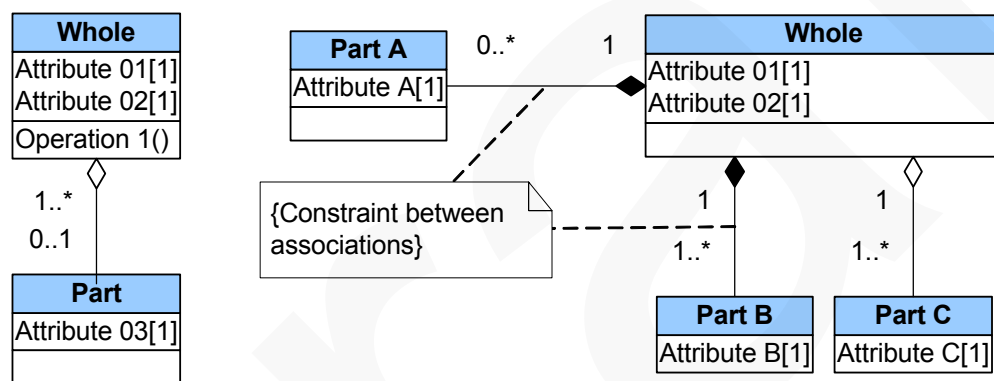 Whole
Attribute 01[1]
Attribute 02[1]
Operation 1()
1..*
0..1
Part
Attribute 03[1]
Part A
Attribute A[1]
0..*
1
Whole
Attribute 01[1]
Attribute 02[1]
{Constraint between
associations}
1
1..*
1
1..*
Part B
Attribute B[1]
Part C
Attribute C[1]